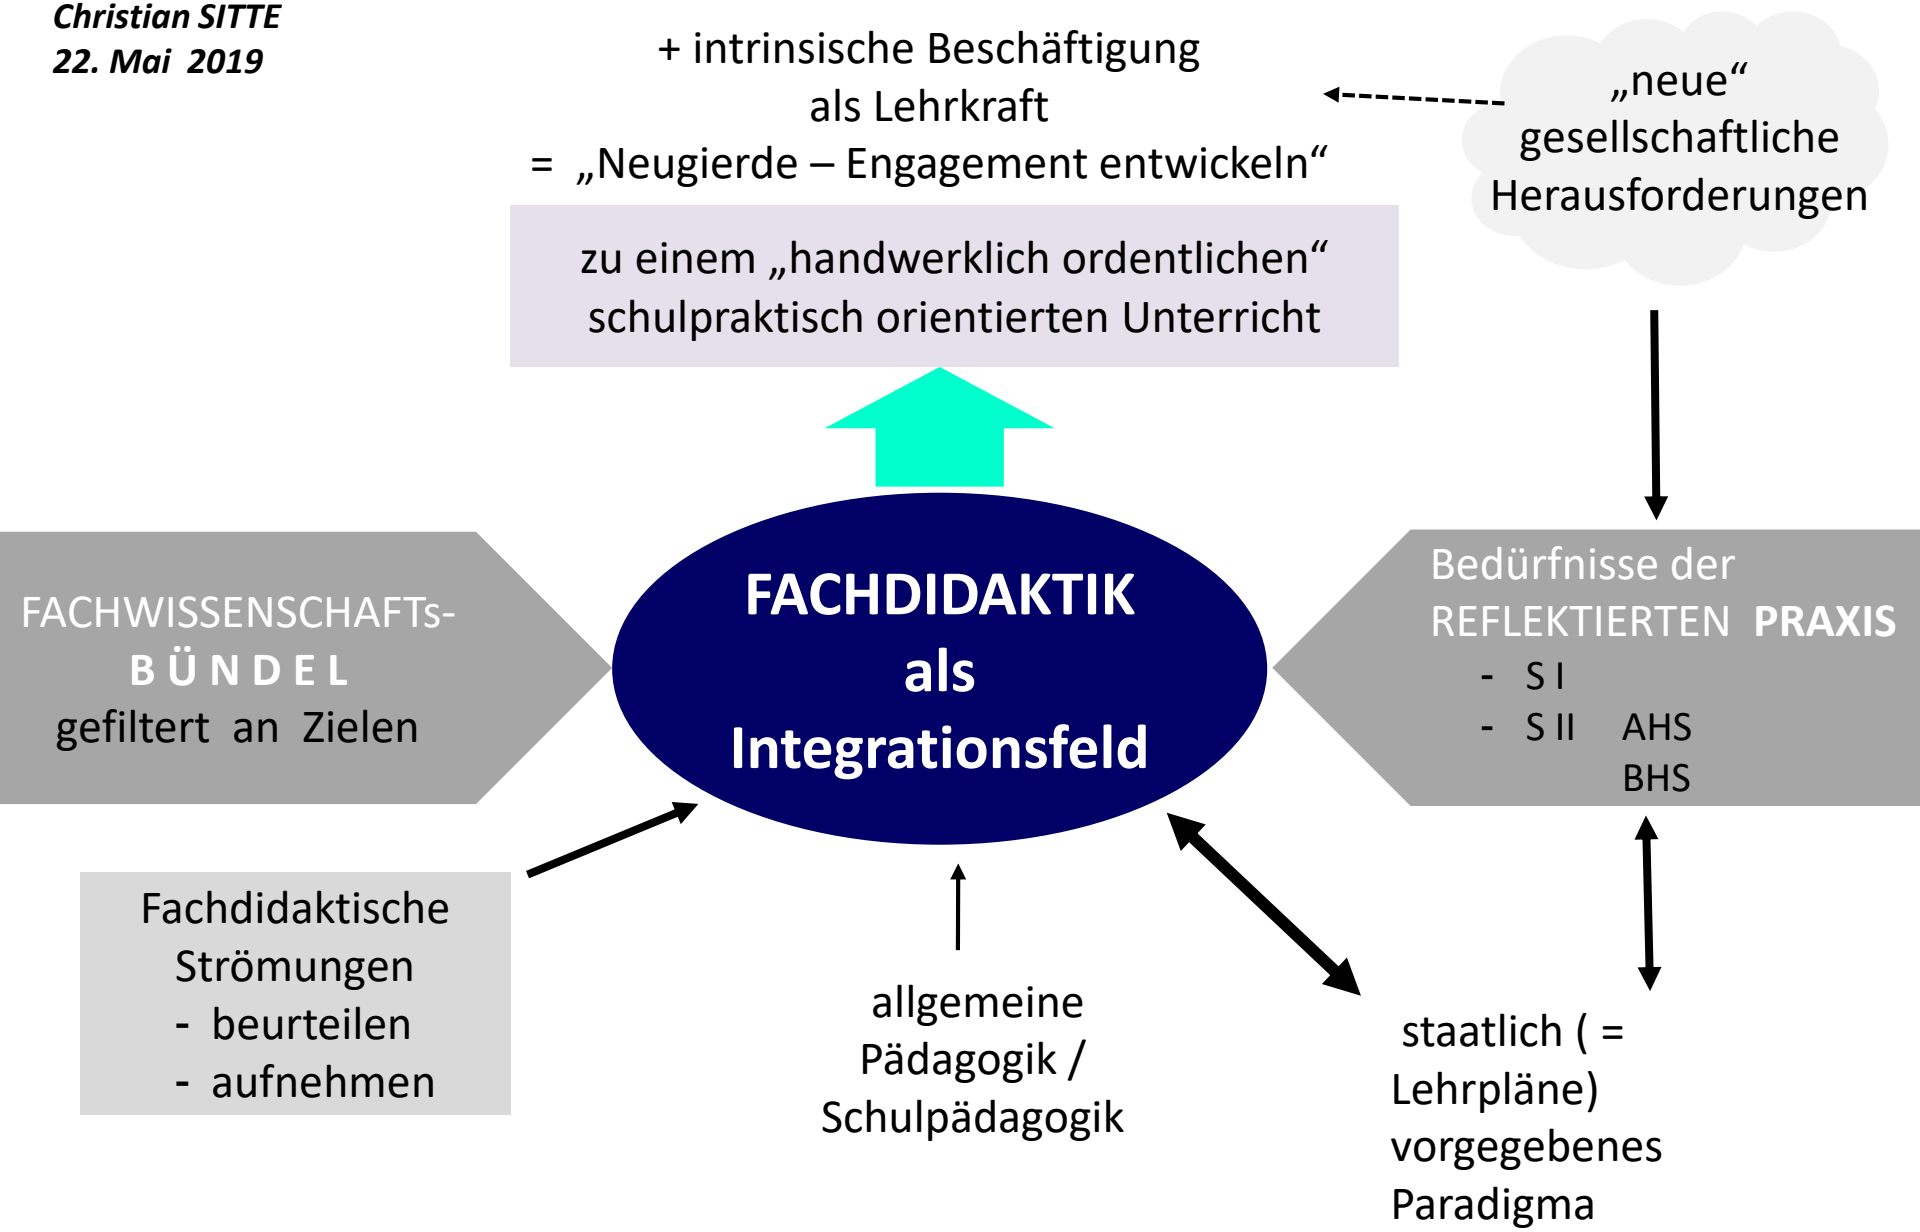 Christian SITTE
22. Mai 2019
+ intrinsische Beschäftigung
als Lehrkraft
= „Neugierde – Engagement entwickeln“
„neue“
gesellschaftliche
Herausforderungen
zu einem „handwerklich ordentlichen“
schulpraktisch orientierten Unterricht
FACHWISSENSCHAFTs-
B Ü N D E L
gefiltert an Zielen
FACHDIDAKTIK
als
Integrationsfeld
Bedürfnisse der
REFLEKTIERTEN PRAXIS
- S I
- S II AHS
BHS
Fachdidaktische
Strömungen
- beurteilen
- aufnehmen
allgemeine
Pädagogik /
Schulpädagogik
staatlich ( =
Lehrpläne)
vorgegebenes
Paradigma